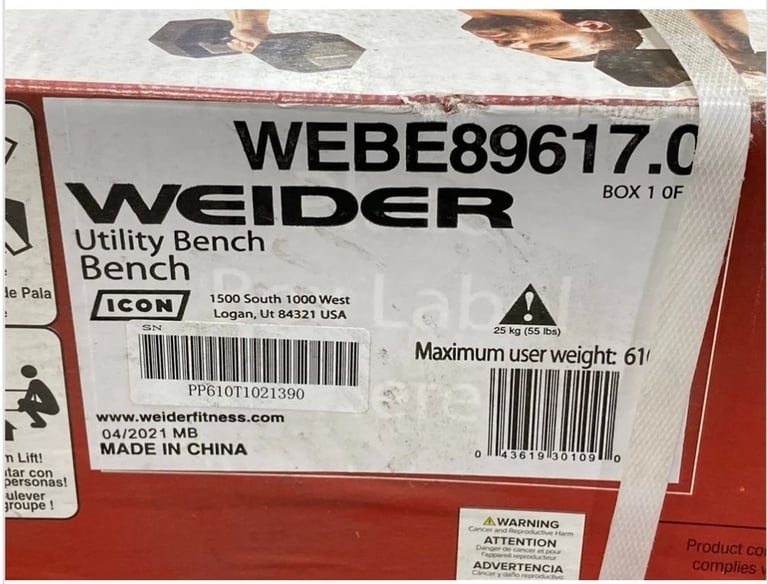 WEBE89617.0
BOX 1 OF
WEIDER
Utility Bench
Bench
ICON
1500 South 1000 West
Logan, Ut 84321 USA
25 kg (55 lbs)
Maximum user weight: 61
SN
PP610T1021390
www.weiderfitness.com
04/2021 MB
MADE IN CHINA
0 43619 30109 0
de Pala
Lift!
tar con
personas!
ulever
groupe !
WARNING
Cancer and Reproductive Harm
ATTENTION
Danger de cancer et pour
l'appareil reproducteur
ADVERTENCIA
Cáncer y daño reproductivo
Product co
complies